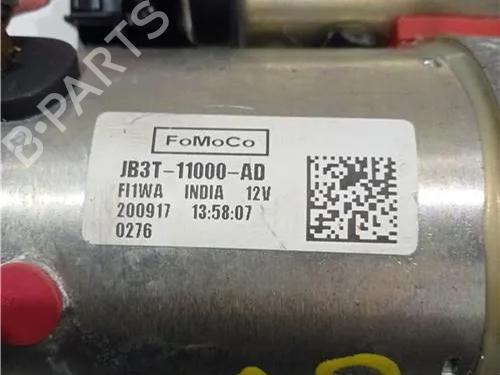 FoMoCo
JB3T-11000-AD
FI1WA INDIA 12V
200917 13:58:07
0276
B-Parts